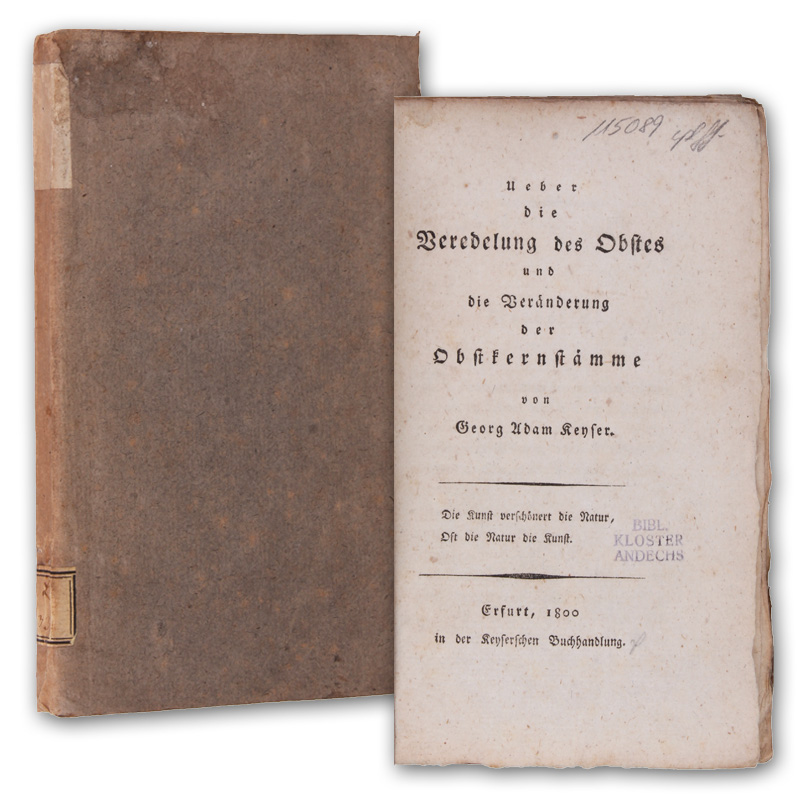 115089
Ueber
die
Veredelung des Obstes
und
die Veränderung
der
Obstkernstämme
von
Georg Adam Keyser.
Die Kunst verschönert die Natur,
Oft die Natur die Kunst.
BIBL.
KLOSTER
ANDECHS
Erfurt, 1800
in der Keyserschen Buchhandlung.